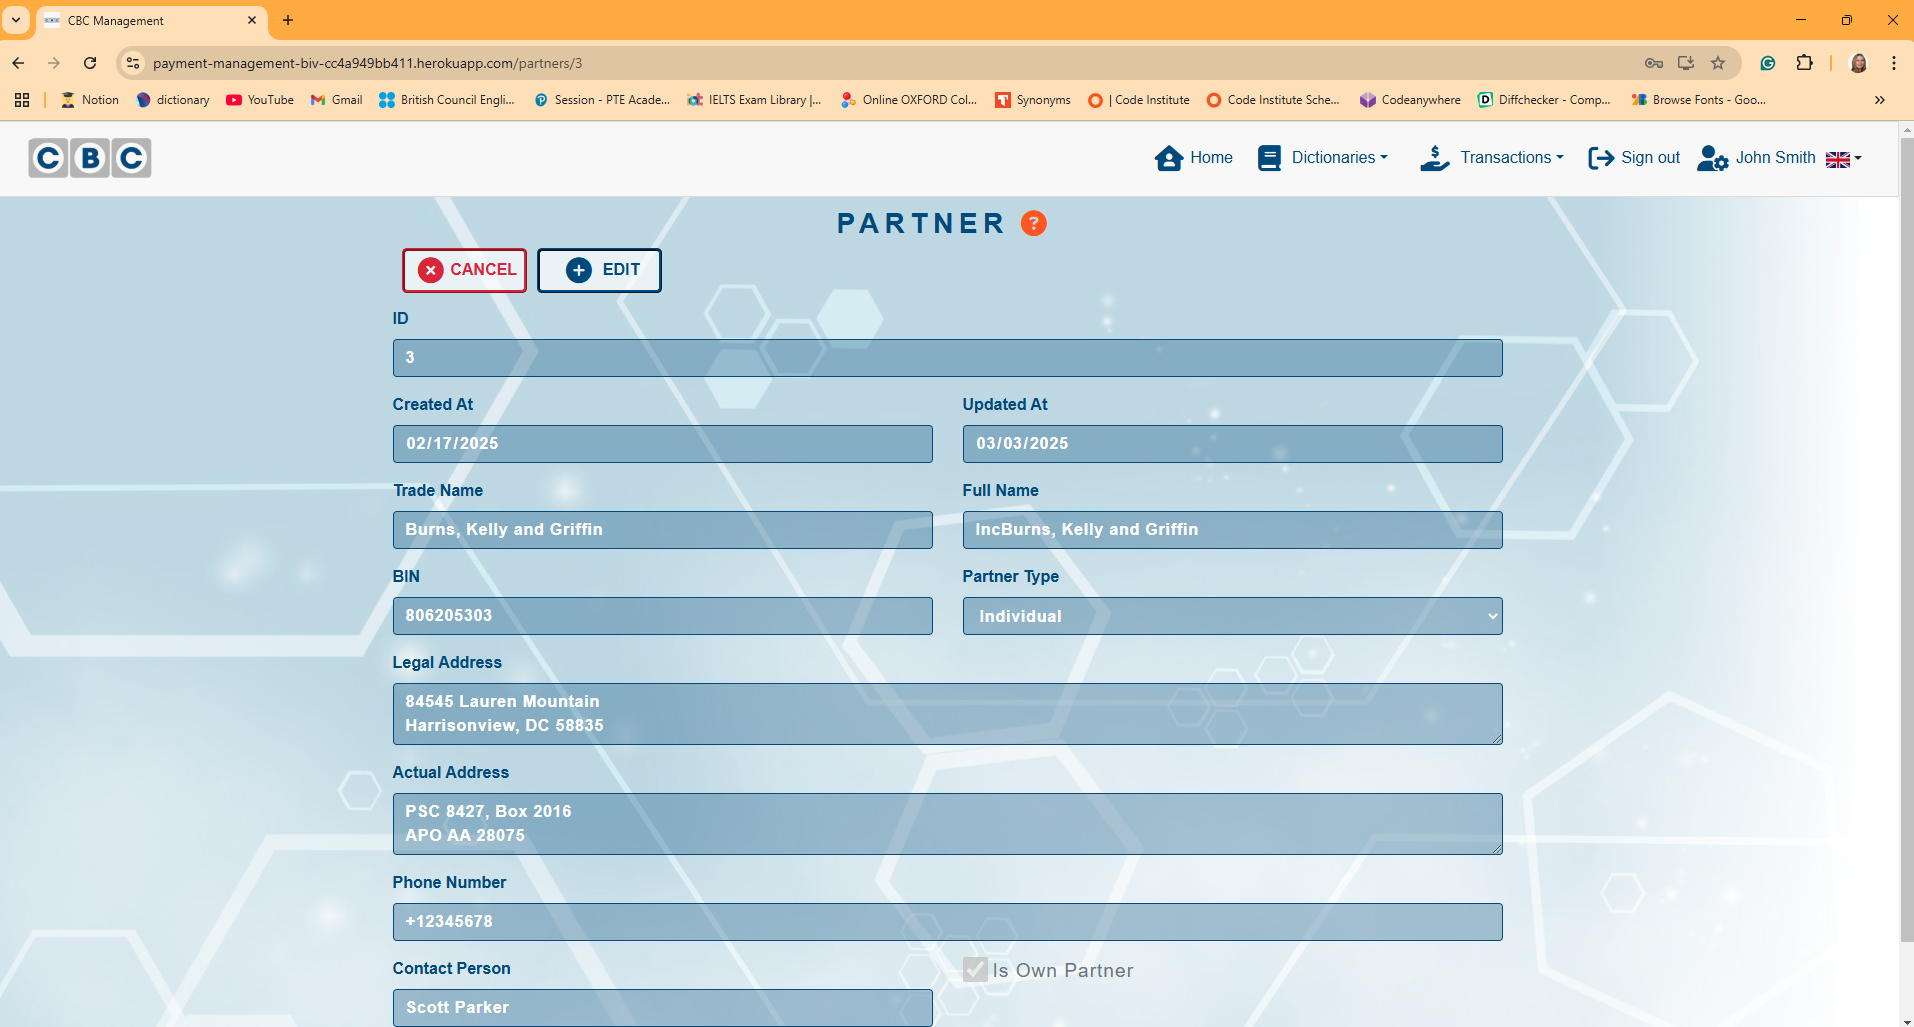 CBC Management
payment-management-biv-cc4a949bb411.herokuapp.com/partners/3
Notion
dictionary
YouTube
Gmail
British Council Engli...
Session - PTE Acade...
IELTS Exam Library |...
Online OXFORD Col...
Synonyms
| Code Institute
Code Institute Sche...
Codeanywhere
Diffchecker - Comp...
Browse Fonts - Goo...
CBC
Home
Dictionaries
Transactions
Sign out
John Smith
PARTNER ?
CANCEL
EDIT
ID
3
Created At
Updated At
02/17/2025
03/03/2025
Trade Name
Full Name
Burns, Kelly and Griffin
IncBurns, Kelly and Griffin
BIN
Partner Type
806205303
Individual
Legal Address
84545 Lauren Mountain
Harrisonview, DC 58835
Actual Address
PSC 8427, Box 2016
APO AA 28075
Phone Number
+12345678
Contact Person
Is Own Partner
Scott Parker